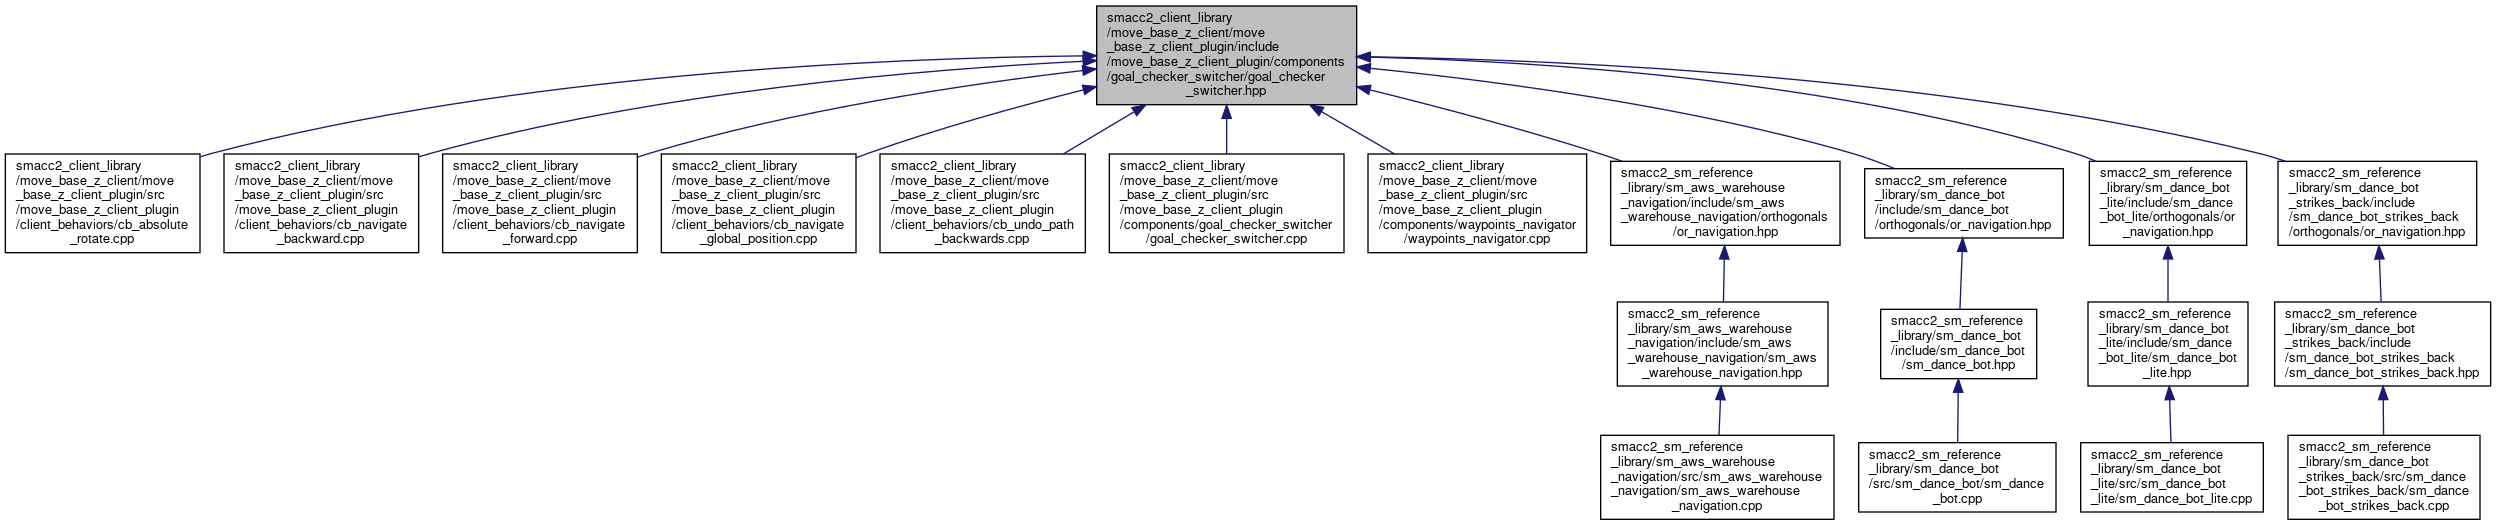 smacc2_client_library
/move_base_z_client/move
_base_z_client_plugin/include
/move_base_z_client_plugin/components
/goal_checker_switcher/goal_checker
_switcher.hpp
smacc2_client_library
/move_base_z_client/move
_base_z_client_plugin/src
/move_base_z_client_plugin
/client_behaviors/cb_absolute
_rotate.cpp
smacc2_client_library
/move_base_z_client/move
_base_z_client_plugin/src
/move_base_z_client_plugin
/client_behaviors/cb_navigate
_backward.cpp
smacc2_client_library
/move_base_z_client/move
_base_z_client_plugin/src
/move_base_z_client_plugin
/client_behaviors/cb_navigate
_forward.cpp
smacc2_client_library
/move_base_z_client/move
_base_z_client_plugin/src
/move_base_z_client_plugin
/client_behaviors/cb_navigate
_global_position.cpp
smacc2_client_library
/move_base_z_client/move
_base_z_client_plugin/src
/move_base_z_client_plugin
/client_behaviors/cb_undo_path
_backwards.cpp
smacc2_client_library
/move_base_z_client/move
_base_z_client_plugin/src
/move_base_z_client_plugin
/components/goal_checker_switcher
/goal_checker_switcher.cpp
smacc2_client_library
/move_base_z_client/move
_base_z_client_plugin/src
/move_base_z_client_plugin
/components/waypoints_navigator
/waypoints_navigator.cpp
smacc2_sm_reference
_library/sm_aws_warehouse
_navigation/include/sm_aws
_warehouse_navigation/orthogonals
/or_navigation.hpp
smacc2_sm_reference
_library/sm_dance_bot
/include/sm_dance_bot
/orthogonals/or_navigation.hpp
smacc2_sm_reference
_library/sm_dance_bot
_lite/include/sm_dance
_bot_lite/orthogonals/or
_navigation.hpp
smacc2_sm_reference
_library/sm_dance_bot
_strikes_back/include
/sm_dance_bot_strikes_back
/orthogonals/or_navigation.hpp
smacc2_sm_reference
_library/sm_aws_warehouse
_navigation/include/sm_aws
_warehouse_navigation/sm_aws
_warehouse_navigation.hpp
smacc2_sm_reference
_library/sm_dance_bot
/include/sm_dance_bot
/sm_dance_bot.hpp
smacc2_sm_reference
_library/sm_dance_bot
_lite/include/sm_dance
_bot_lite/sm_dance_bot
_lite.hpp
smacc2_sm_reference
_library/sm_dance_bot
_strikes_back/include
/sm_dance_bot_strikes_back
/sm_dance_bot_strikes_back.hpp
smacc2_sm_reference
_library/sm_aws_warehouse
_navigation/src/sm_aws_warehouse
_navigation/sm_aws_warehouse
_navigation.cpp
smacc2_sm_reference
_library/sm_dance_bot
/src/sm_dance_bot/sm_dance
_bot.cpp
smacc2_sm_reference
_library/sm_dance_bot
_lite/src/sm_dance_bot
_lite/sm_dance_bot_lite.cpp
smacc2_sm_reference
_library/sm_dance_bot
_strikes_back/src/sm_dance
_bot_strikes_back/sm_dance
_bot_strikes_back.cpp